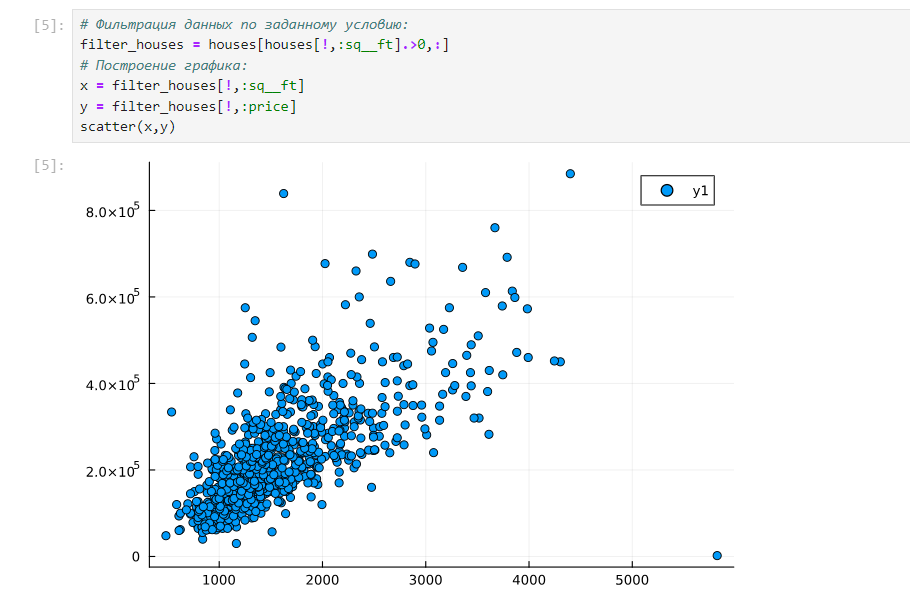 [5]:
# Фильтрация данных по заданному условию:
filter_houses = houses[houses[!,:sq__ft].>0,:]
# Построение графика:
x = filter_houses[!,:sq__ft]
y = filter_houses[!,:price]
scatter(x,y)
[5]:
y1
8.0×10⁵
6.0×10⁵
4.0×10⁵
2.0×10⁵
0
1000 2000 3000 4000 5000